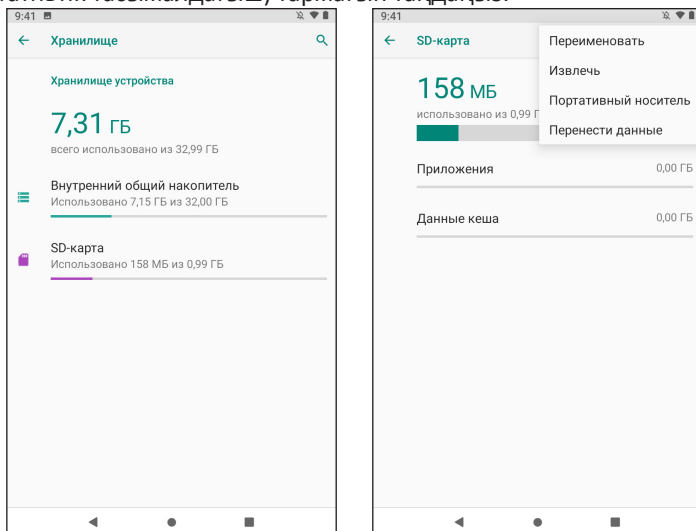 9:41
Хранилище
Хранилище устройства
7,31 ГБ
всего использовано из 32,99 ГБ
Внутренний общий накопитель
Использовано 7,15 ГБ из 32,00 ГБ
SD-карта
Использовано 158 МБ из 0,99 ГБ
9:41
SD-карта
Переименовать
Извлечь
Портативный носитель
Перенести данные
158 МБ
использовано из 0,99 Г
Приложения 0,00 ГБ
Данные кеша 0,00 ГБ